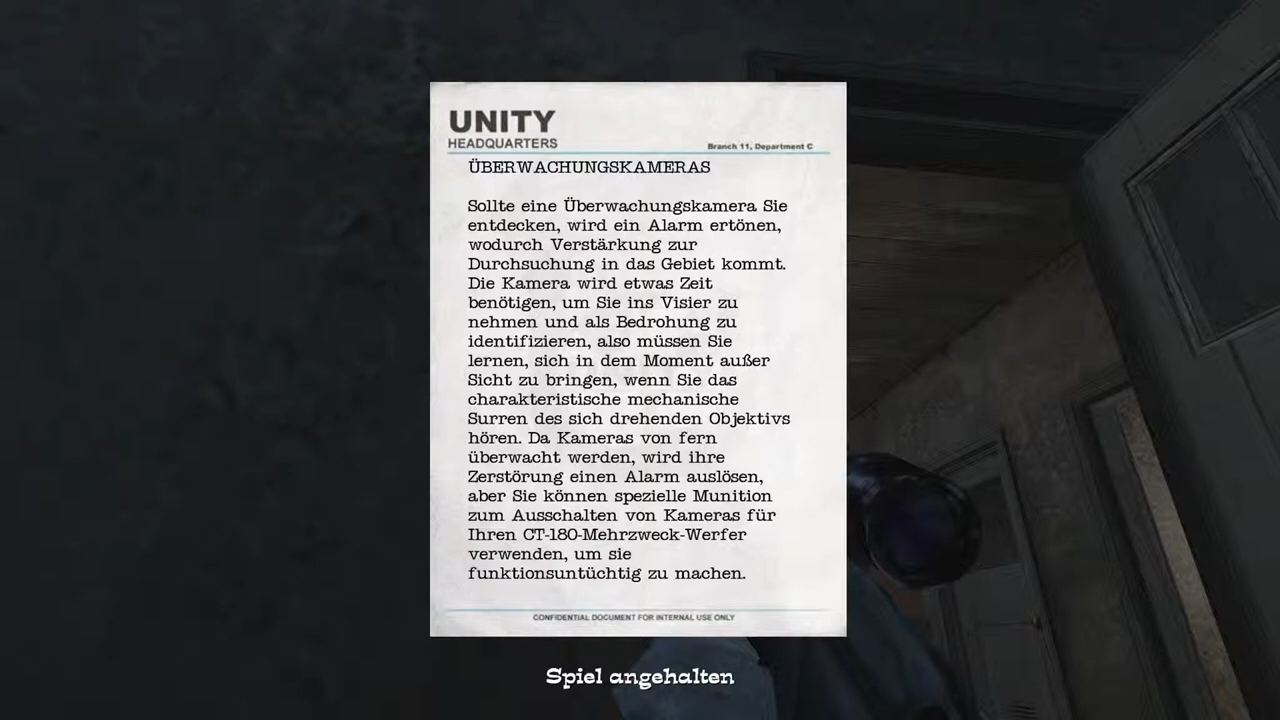 UNITY
HEADQUARTERS
Branch 11, Department C
ÜBERWACHUNGSKAMERAS
Sollte eine Überwachungskamera Sie
entdecken, wird ein Alarm ertönen,
wodurch Verstärkung zur
Durchsuchung in das Gebiet kommt.
Die Kamera wird etwas Zeit
benötigen, um Sie ins Visier zu
nehmen und als Bedrohung zu
identifizieren, also müssen Sie
lernen, sich in dem Moment außer
Sicht zu bringen, wenn Sie das
charakteristische mechanische
Surren des sich drehenden Objektivs
hören. Da Kameras von fern
überwacht werden, wird ihre
Zerstörung einen Alarm auslösen,
aber Sie können spezielle Munition
zum Ausschalten von Kameras für
Ihren CT-180-Mehrzweck-Werfer
verwenden, um sie
funktionsuntüchtig zu machen.
CONFIDENTIAL DOCUMENT FOR INTERNAL USE ONLY
Spiel angehalten